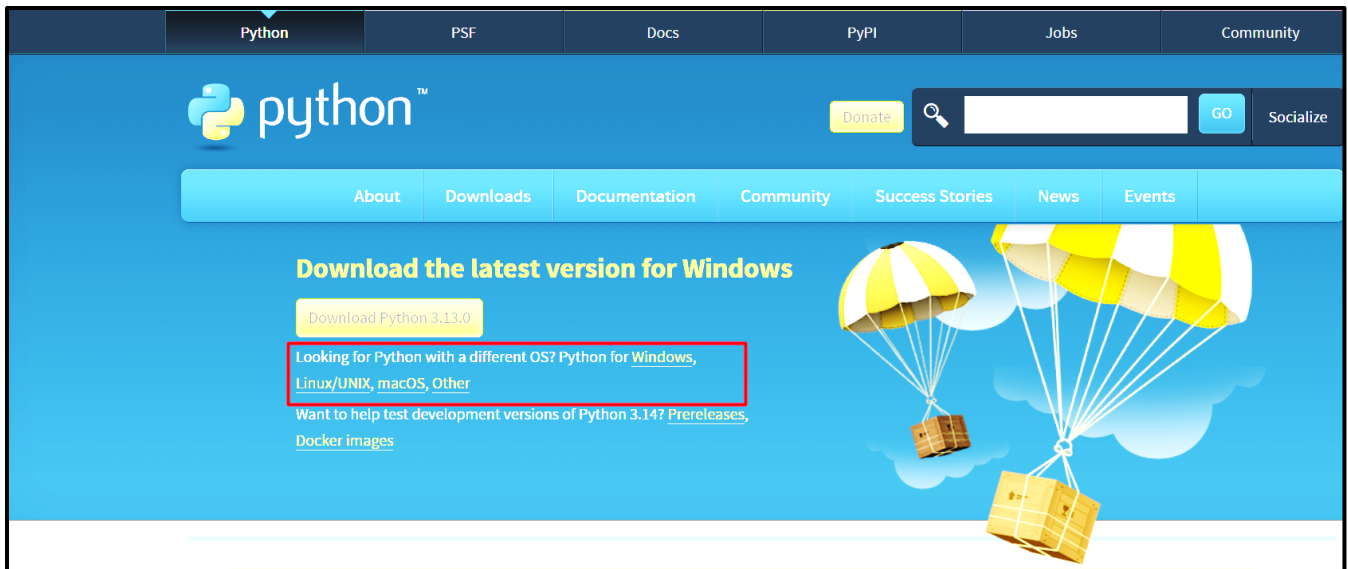 Python PSF Docs PyPI Jobs Community
python™
Donate GO Socialize
About Downloads Documentation Community Success Stories News Events
Download the latest version for Windows
Download Python 3.13.0
Looking for Python with a different OS? Python for Windows,
Linux/UNIX, macOS, Other
Want to help test development versions of Python 3.14? Prereleases,
Docker images